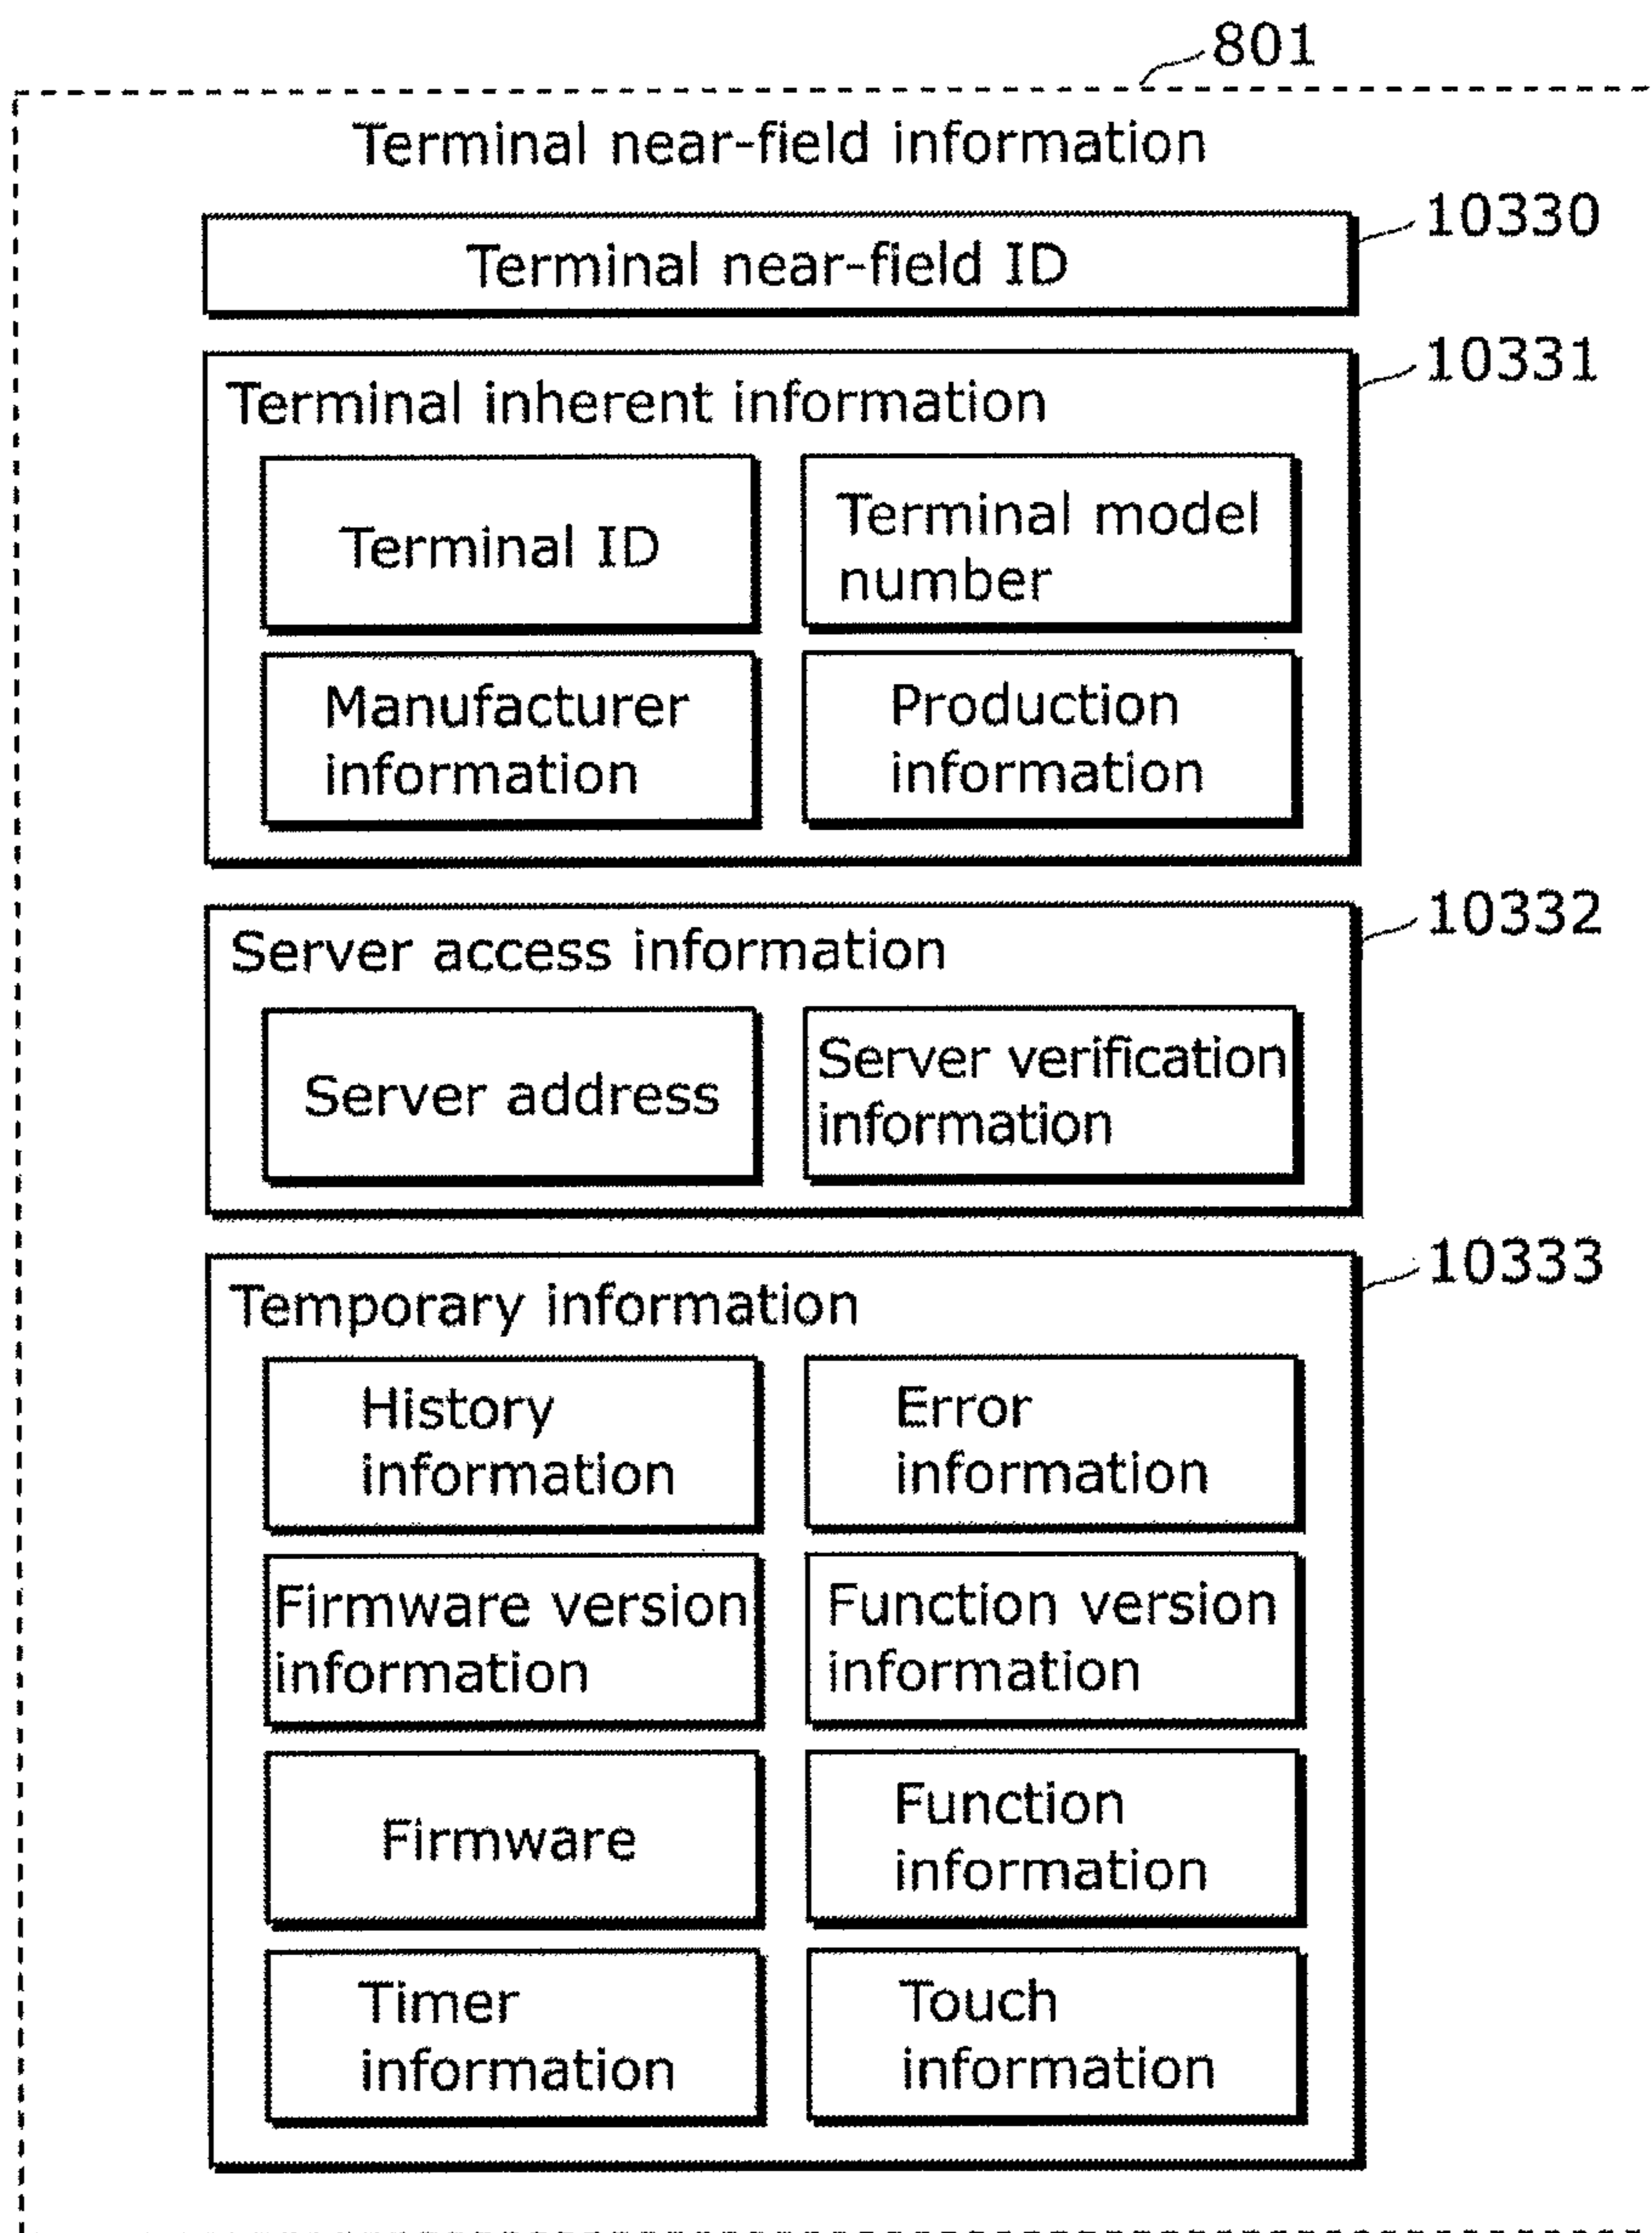 801
Terminal near-field information
10330
Terminal near-field ID
10331
Terminal inherent information
Terminal ID
Terminal model
number
Manufacturer
information
Production
information
10332
Server access information
Server address
Server verification
information
10333
Temporary information
History
information
Error
information
Firmware version
information
Function version
information
Firmware
Function
information
Timer
information
Touch
information